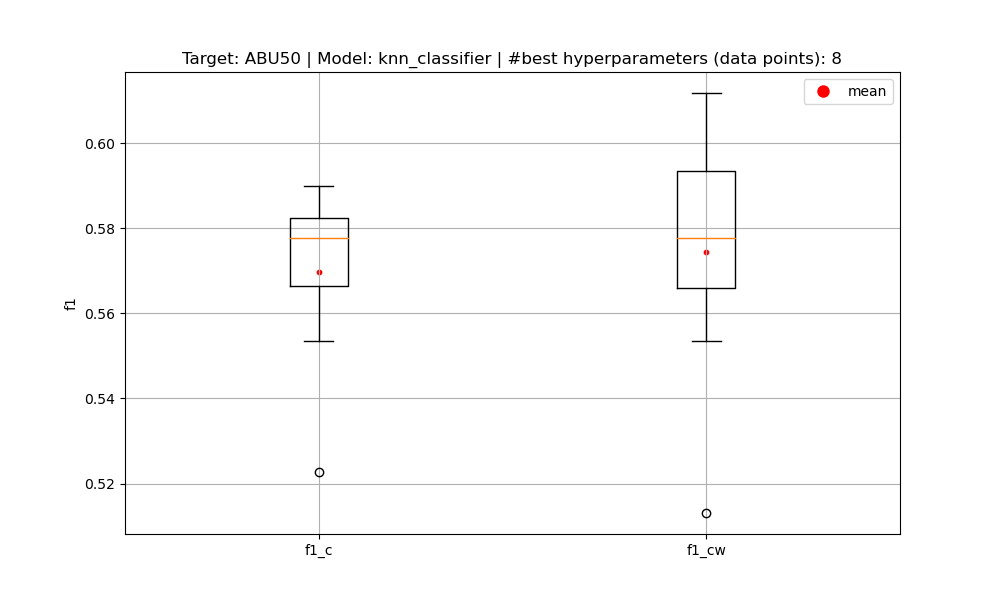 Target: ABU50 | Model: knn_classifier | #best hyperparameters (data points): 8
mean
0.60
0.58
0.56
0.54
0.52
f1
f1_c
f1_cw